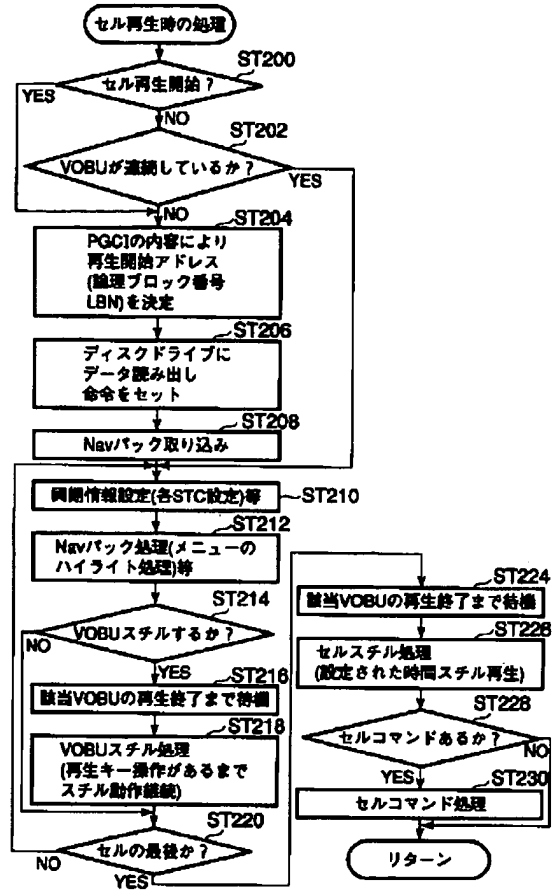 セル再生時の処理
ST200
セル再生開始?
YES
NO
ST202
VOBUが連続しているか?
YES
NO
ST204
PGCIの内容により
再生開始アドレス
(論理ブロック番号
LBN)を決定
ST206
ディスクドライブに
データ読み出し
命令をセット
ST208
Navパック取り込み
同期情報設定(各STC設定)等
ST210
ST212
Navパック処理(メニューの
ハイライト処理)等
ST214
VOBUスチルするか?
NO
YES
ST216
該当VOBUの再生終了まで待機
ST218
VOBUスチル処理
(再生キー操作があるまで
スチル動作継続)
ST220
セルの最後か?
NO
YES
ST224
該当VOBUの再生終了まで待機
ST226
セルスチル処理
(設定された時間スチル再生)
ST228
セルコマンドあるか?
NO
YES
ST230
セルコマンド処理
リターン